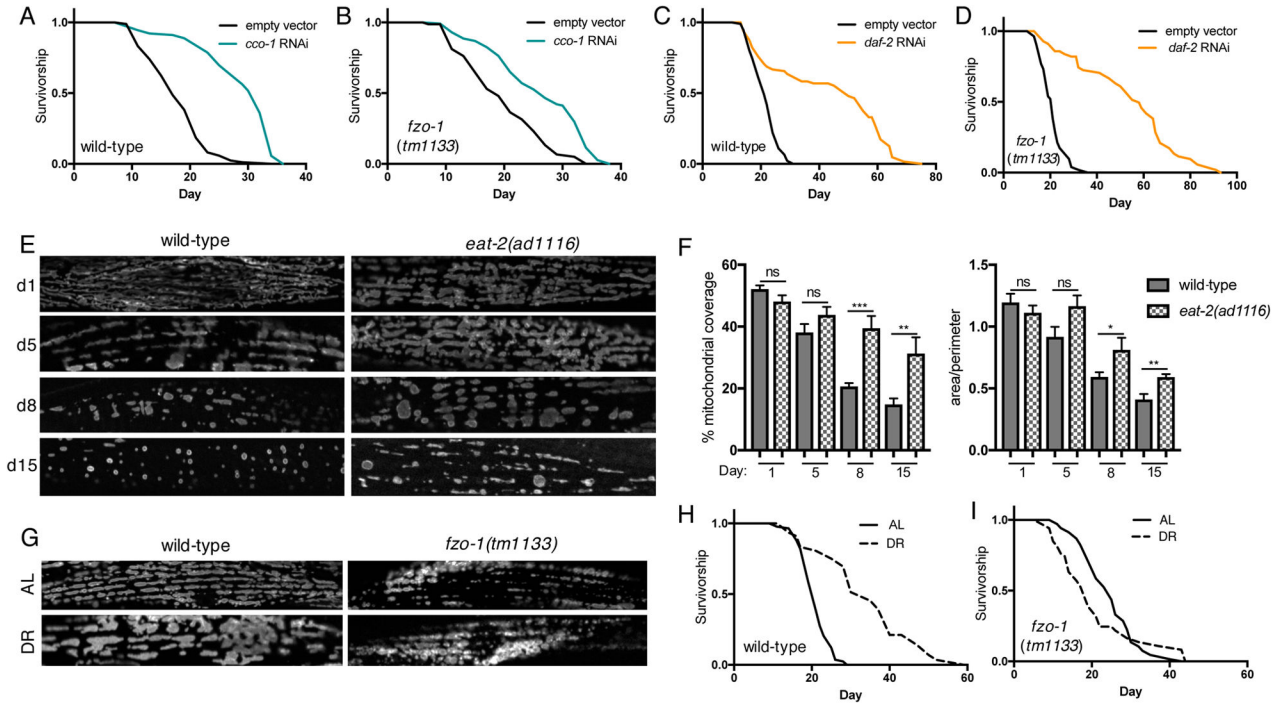 A
1.0
0.5
0.0
Survivorship
empty vector
cco-1 RNAi
wild-type
0 10 20 30 40
Day
B
1.0
0.5
0.0
Survivorship
empty vector
cco-1 RNAi
fzo-1
(tm1133)
0 10 20 30 40
Day
C
1.0
0.5
0.0
Survivorship
empty vector
daf-2 RNAi
wild-type
0 20 40 60 80
Day
D
1.0
0.5
0.0
Survivorship
empty vector
daf-2 RNAi
fzo-1
(tm1133)
0 20 40 60 80 100
Day
E
wild-type eat-2(ad1116)
d1
d5
d8
d15
F
60
40
20
0
% mitochondrial coverage
ns ns *** **
Day: 1 5 8 15
1.5
1.0
0.5
0.0
area/perimeter
ns ns * **
1 5 8 15
wild-type
eat-2(ad1116)
G
wild-type fzo-1(tm1133)
AL
DR
H
1.0
0.5
0.0
Survivorship
AL
DR
wild-type
0 20 40 60
Day
I
1.0
0.5
0.0
Survivorship
AL
DR
fzo-1
(tm1133)
0 20 40 60
Day